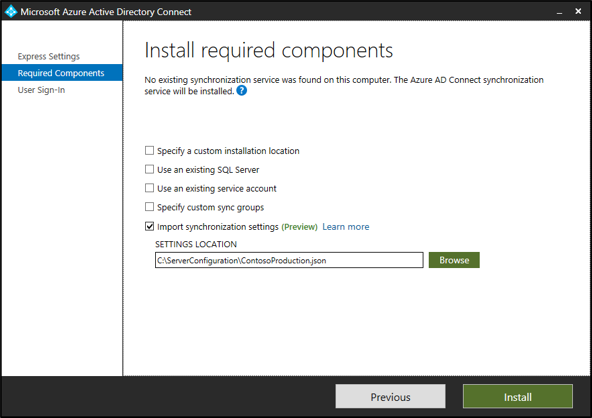 Microsoft Azure Active Directory Connect
Express Settings
Required Components
User Sign-In
Install required components
No existing synchronization service was found on this computer. The Azure AD Connect synchronization
service will be installed. ?
Specify a custom installation location
Use an existing SQL Server
Use an existing service account
Specify custom sync groups
Import synchronization settings (Preview) Learn more
SETTINGS LOCATION
C:\ServerConfiguration\ContosoProduction.json
Browse
Previous
Install